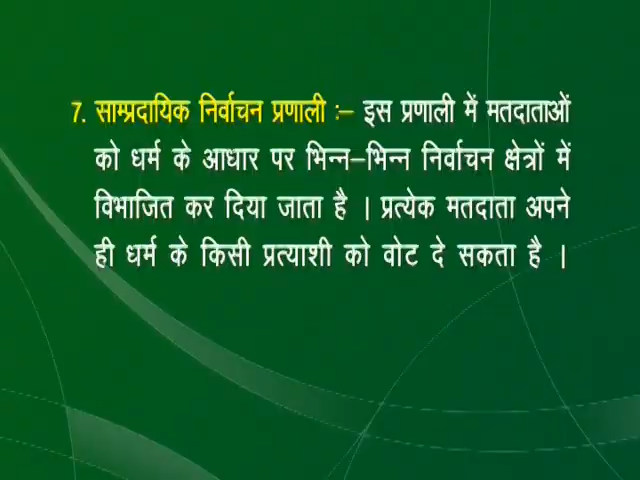 7. साम्प्रदायिक निर्वाचन प्रणाली :– इस प्रणाली में मतदाताओं
को धर्म के आधार पर भिन्न–भिन्न निर्वाचन क्षेत्रों में
विभाजित कर दिया जाता है । प्रत्येक मतदाता अपने
ही धर्म के किसी प्रत्याशी को वोट दे सकता है ।